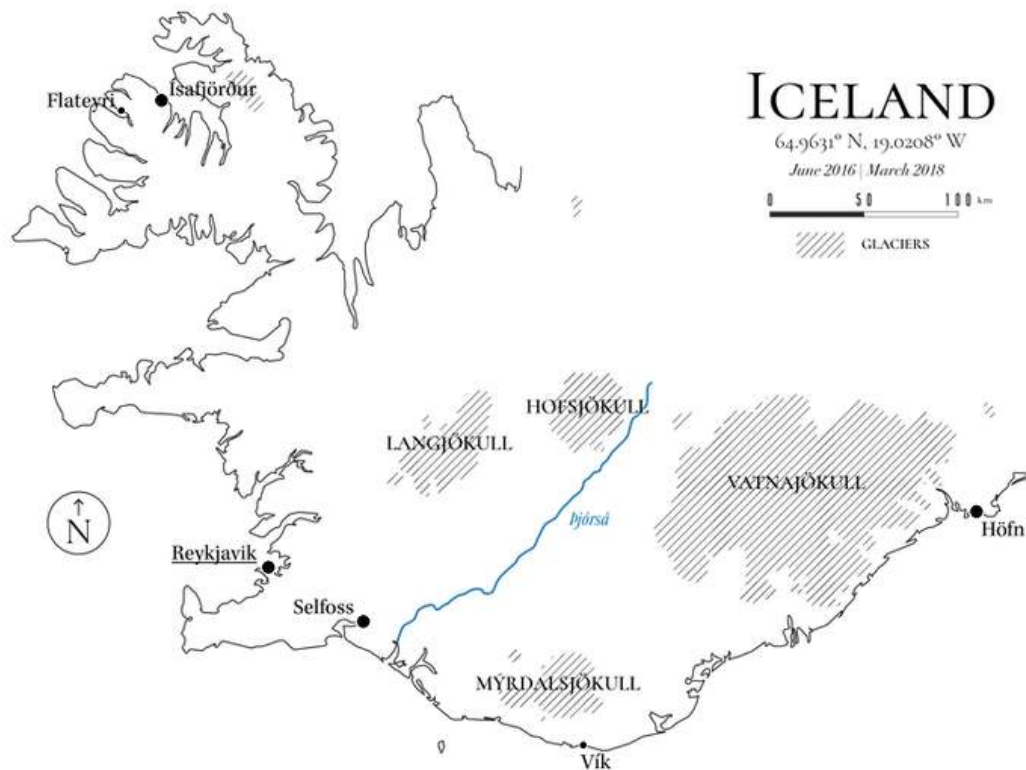 ICELAND
64.9631° N, 19.0208° W
June 2016 | March 2018
0 50 100 km
GLACIERS
Ísafjörður
Flateyri
HOFSJÖKULL
LANGJÖKULL
VATNAJÖKULL
Þjórsá
N
Höfn
Reykjavik
Selfoss
MÝRDALSJÖKULL
Vík